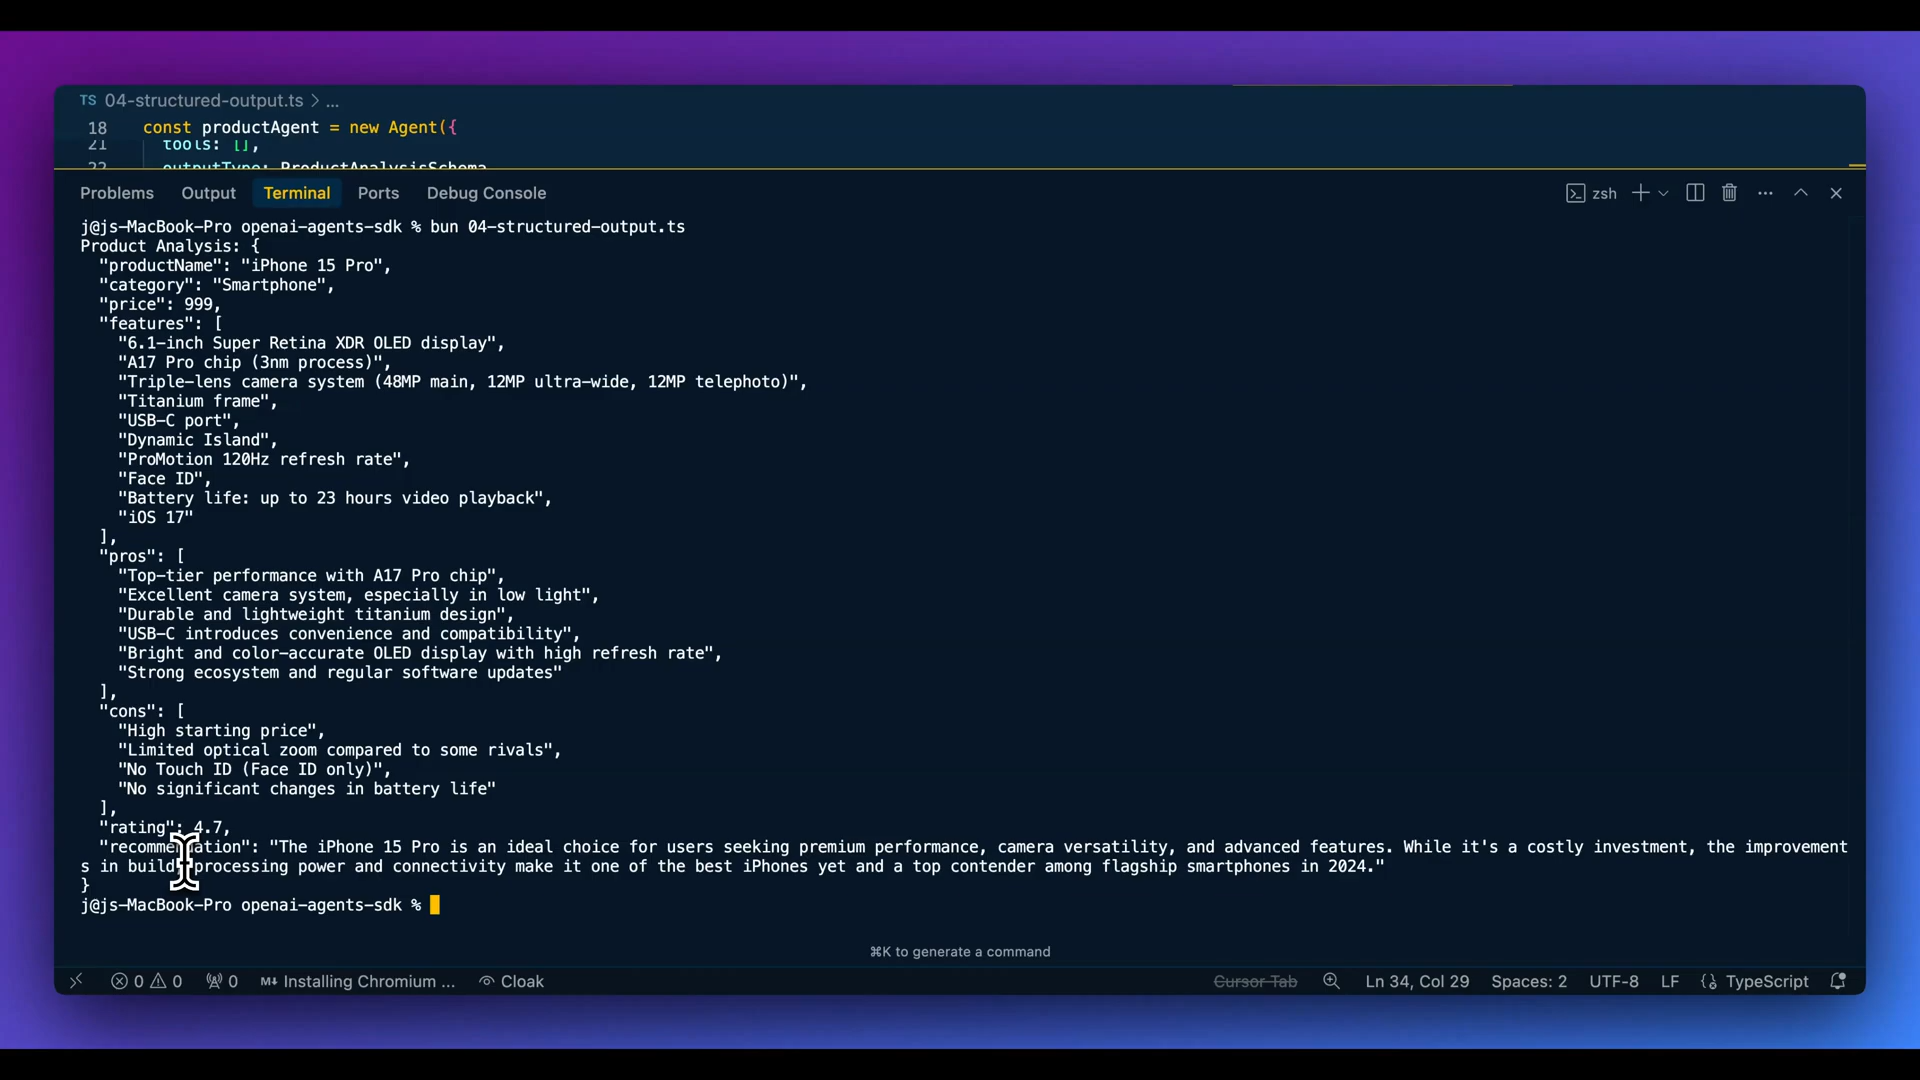 TS 04-structured-output.ts > ...
18 const productAgent = new Agent({
21 tools: [],
22 outputType: ProductAnalysisSchema
Problems Output Terminal Ports Debug Console zsh
j@js-MacBook-Pro openai-agents-sdk % bun 04-structured-output.ts
Product Analysis: {
"productName": "iPhone 15 Pro",
"category": "Smartphone",
"price": 999,
"features": [
"6.1-inch Super Retina XDR OLED display",
"A17 Pro chip (3nm process)",
"Triple-lens camera system (48MP main, 12MP ultra-wide, 12MP telephoto)",
"Titanium frame",
"USB-C port",
"Dynamic Island",
"ProMotion 120Hz refresh rate",
"Face ID",
"Battery life: up to 23 hours video playback",
"iOS 17"
],
"pros": [
"Top-tier performance with A17 Pro chip",
"Excellent camera system, especially in low light",
"Durable and lightweight titanium design",
"USB-C introduces convenience and compatibility",
"Bright and color-accurate OLED display with high refresh rate",
"Strong ecosystem and regular software updates"
],
"cons": [
"High starting price",
"Limited optical zoom compared to some rivals",
"No Touch ID (Face ID only)",
"No significant changes in battery life"
],
"rating": 4.7,
"recommendation": "The iPhone 15 Pro is an ideal choice for users seeking premium performance, camera versatility, and advanced features. While it's a costly investment, the improvement
s in build, processing power and connectivity make it one of the best iPhones yet and a top contender among flagship smartphones in 2024."
}
j@js-MacBook-Pro openai-agents-sdk %
⌘K to generate a command
0 0 0 M↓ Installing Chromium ... Cloak Cursor Tab Ln 34, Col 29 Spaces: 2 UTF-8 LF TypeScript